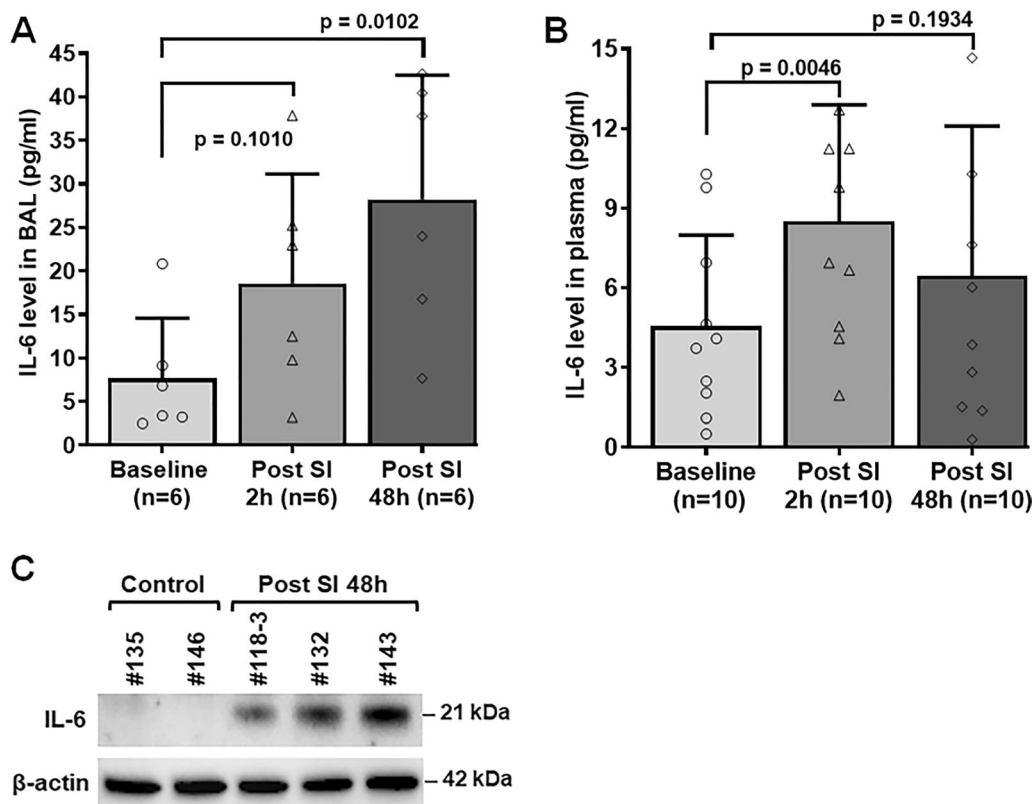 A
p = 0.0102
p = 0.1010
IL-6 level in BAL (pg/ml)
45
40
35
30
25
20
15
10
5
0
Baseline
(n=6)
Post SI
2h (n=6)
Post SI
48h (n=6)
B
p = 0.1934
p = 0.0046
IL-6 level in plasma (pg/ml)
15
12
9
6
3
0
Baseline
(n=10)
Post SI
2h (n=10)
Post SI
48h (n=10)
C
Control
Post SI 48h
#135
#146
#118-3
#132
#143
IL-6
21 kDa
β-actin
42 kDa